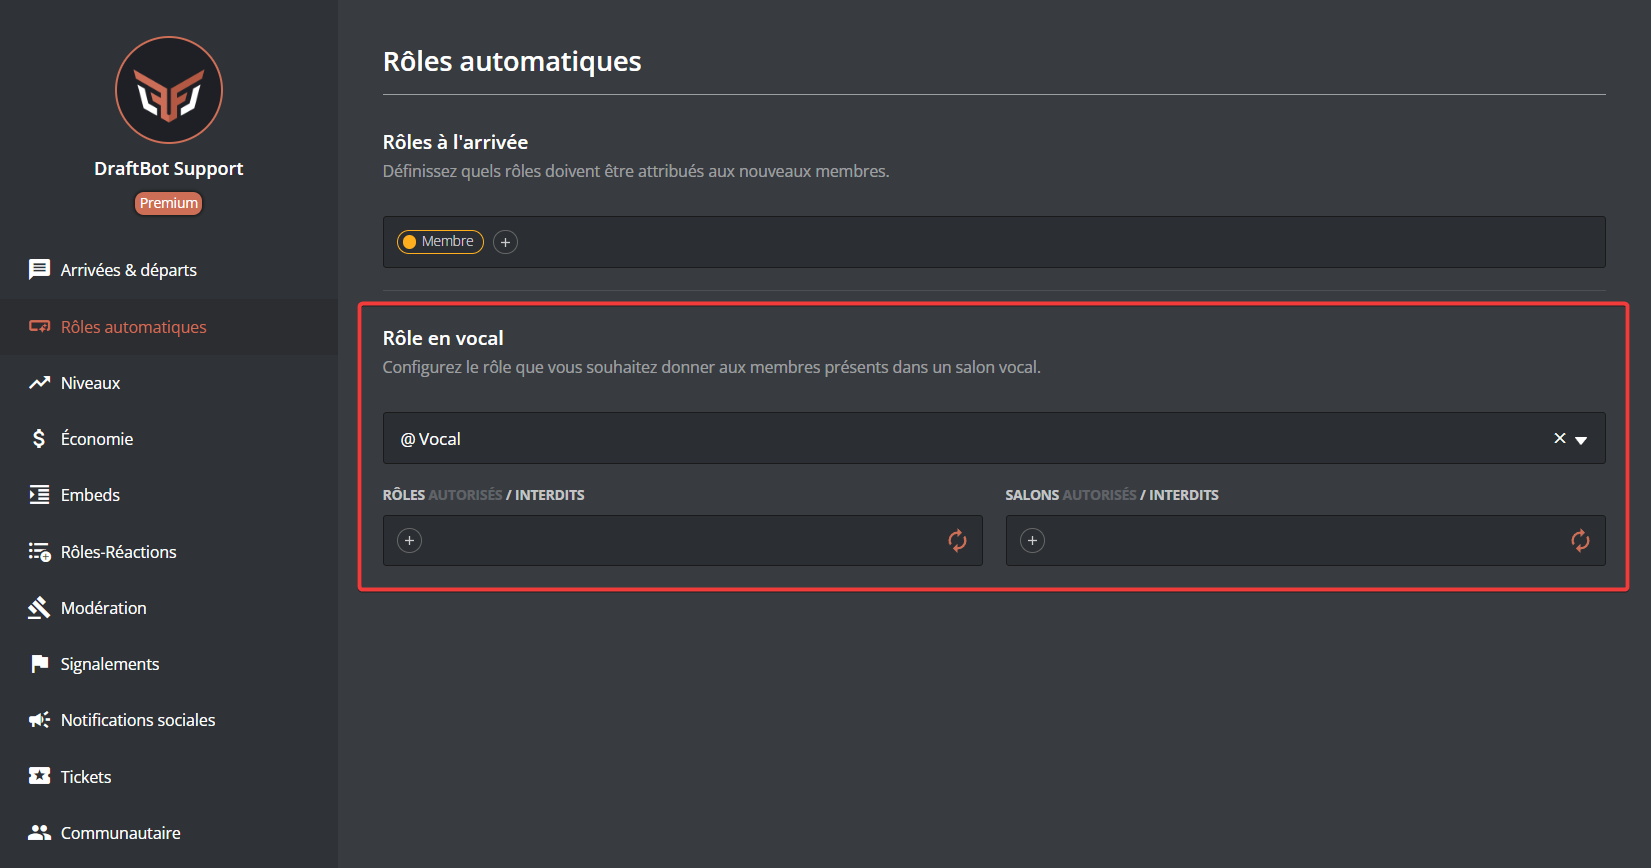 DraftBot Support
Premium
Arrivées & départs
Rôles automatiques
Niveaux
Économie
Embeds
Rôles-Réactions
Modération
Signalements
Notifications sociales
Tickets
Communautaire
Rôles automatiques
Rôles à l'arrivée
Définissez quels rôles doivent être attribués aux nouveaux membres.
Membre
Rôle en vocal
Configurez le rôle que vous souhaitez donner aux membres présents dans un salon vocal.
@ Vocal
RÔLES AUTORISÉS / INTERDITS
SALONS AUTORISÉS / INTERDITS